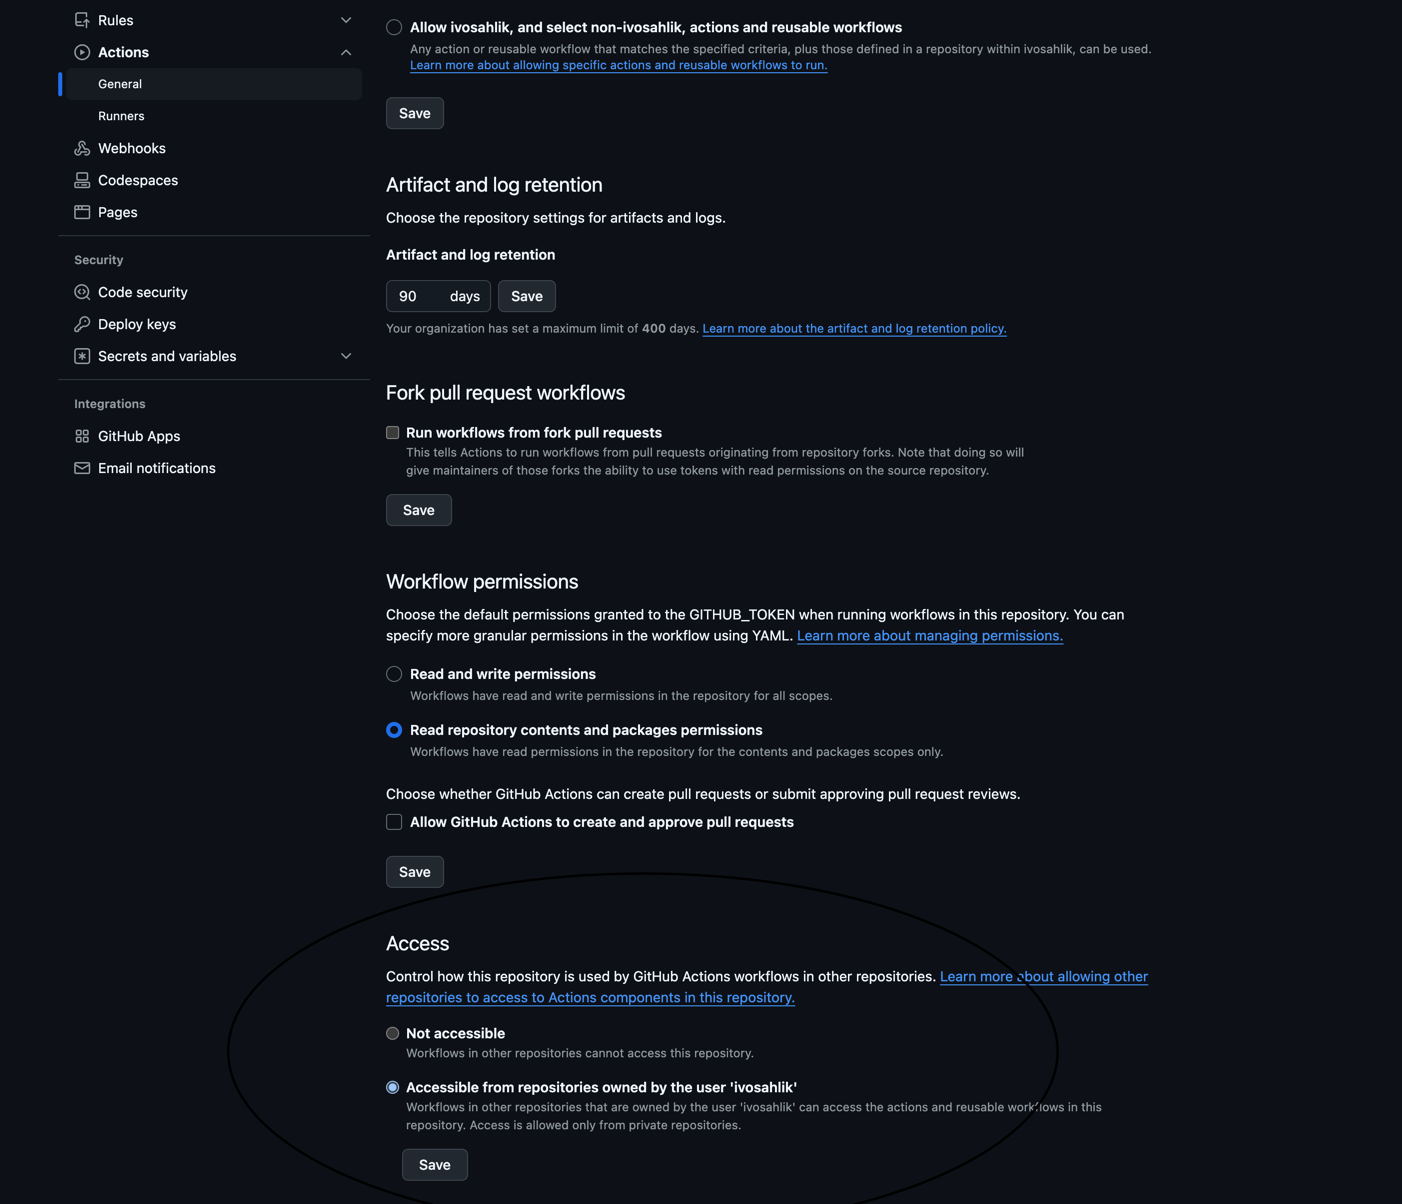 Rules
Actions
General
Runners
Webhooks
Codespaces
Pages
Security
Code security
Deploy keys
Secrets and variables
Integrations
GitHub Apps
Email notifications
Allow ivosahlik, and select non-ivosahlik, actions and reusable workflows
Any action or reusable workflow that matches the specified criteria, plus those defined in a repository within ivosahlik, can be used.
Learn more about allowing specific actions and reusable workflows to run.
Save
Artifact and log retention
Choose the repository settings for artifacts and logs.
Artifact and log retention
90 days Save
Your organization has set a maximum limit of 400 days. Learn more about the artifact and log retention policy.
Fork pull request workflows
Run workflows from fork pull requests
This tells Actions to run workflows from pull requests originating from repository forks. Note that doing so will
give maintainers of those forks the ability to use tokens with read permissions on the source repository.
Save
Workflow permissions
Choose the default permissions granted to the GITHUB_TOKEN when running workflows in this repository. You can
specify more granular permissions in the workflow using YAML. Learn more about managing permissions.
Read and write permissions
Workflows have read and write permissions in the repository for all scopes.
Read repository contents and packages permissions
Workflows have read permissions in the repository for the contents and packages scopes only.
Choose whether GitHub Actions can create pull requests or submit approving pull request reviews.
Allow GitHub Actions to create and approve pull requests
Save
Access
Control how this repository is used by GitHub Actions workflows in other repositories. Learn more about allowing other
repositories to access to Actions components in this repository.
Not accessible
Workflows in other repositories cannot access this repository.
Accessible from repositories owned by the user 'ivosahlik'
Workflows in other repositories that are owned by the user 'ivosahlik' can access the actions and reusable workflows in this
repository. Access is allowed only from private repositories.
Save